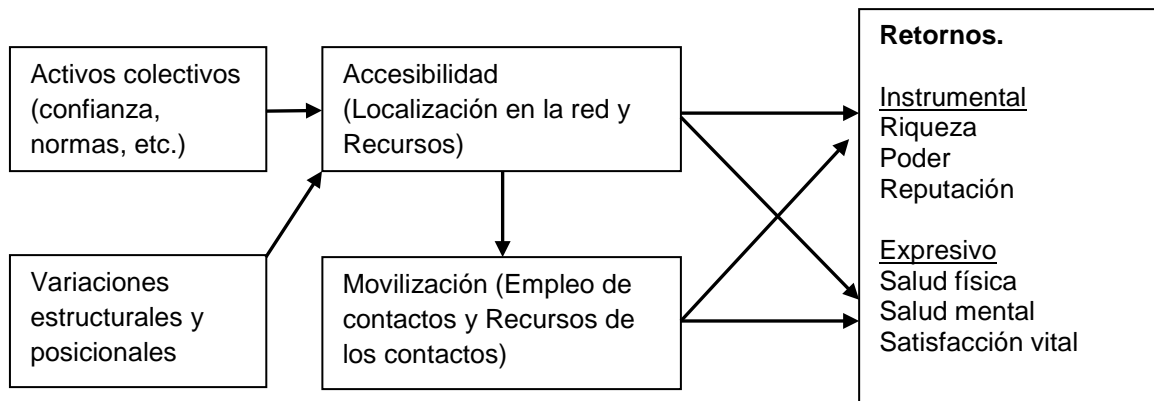 Activos colectivos
(confianza,
normas, etc.)
Variaciones
estructurales y
posicionales
Accesibilidad
(Localización en la red y
Recursos)
Movilización (Empleo de
contactos y Recursos de
los contactos)
Retornos.
Instrumental
Riqueza
Poder
Reputación
Expresivo
Salud física
Salud mental
Satisfacción vital